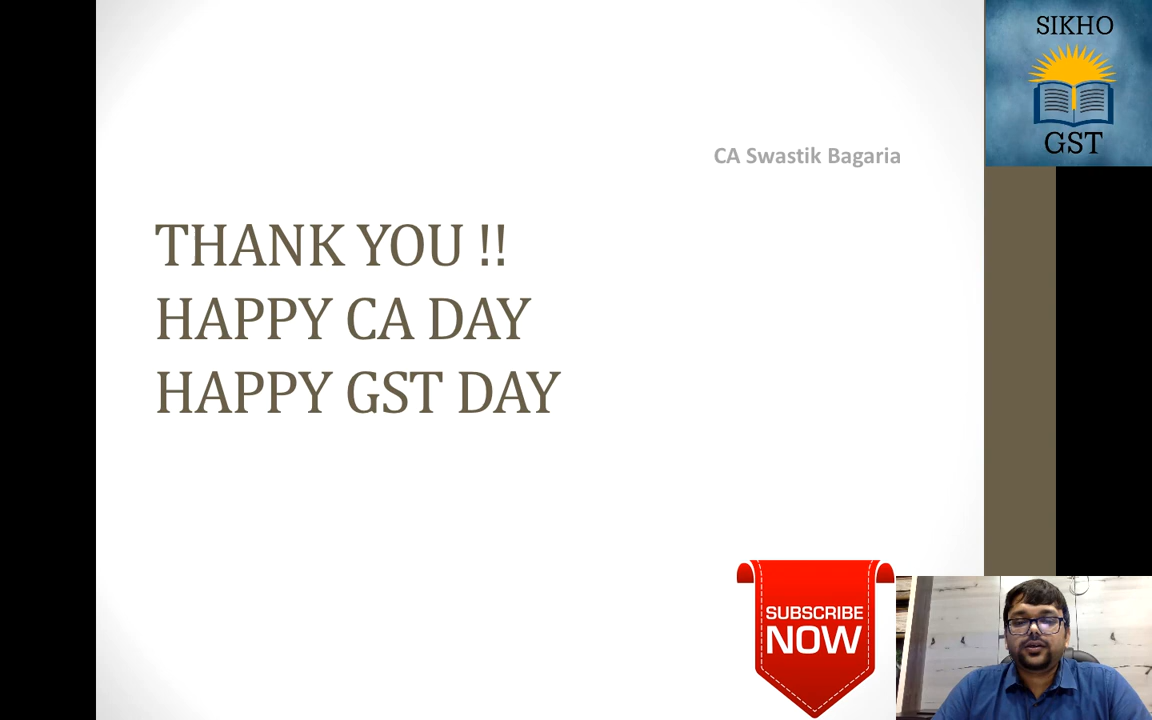 SIKHO
GST
CA Swastik Bagaria
THANK YOU !!
HAPPY CA DAY
HAPPY GST DAY
SUBSCRIBE
NOW